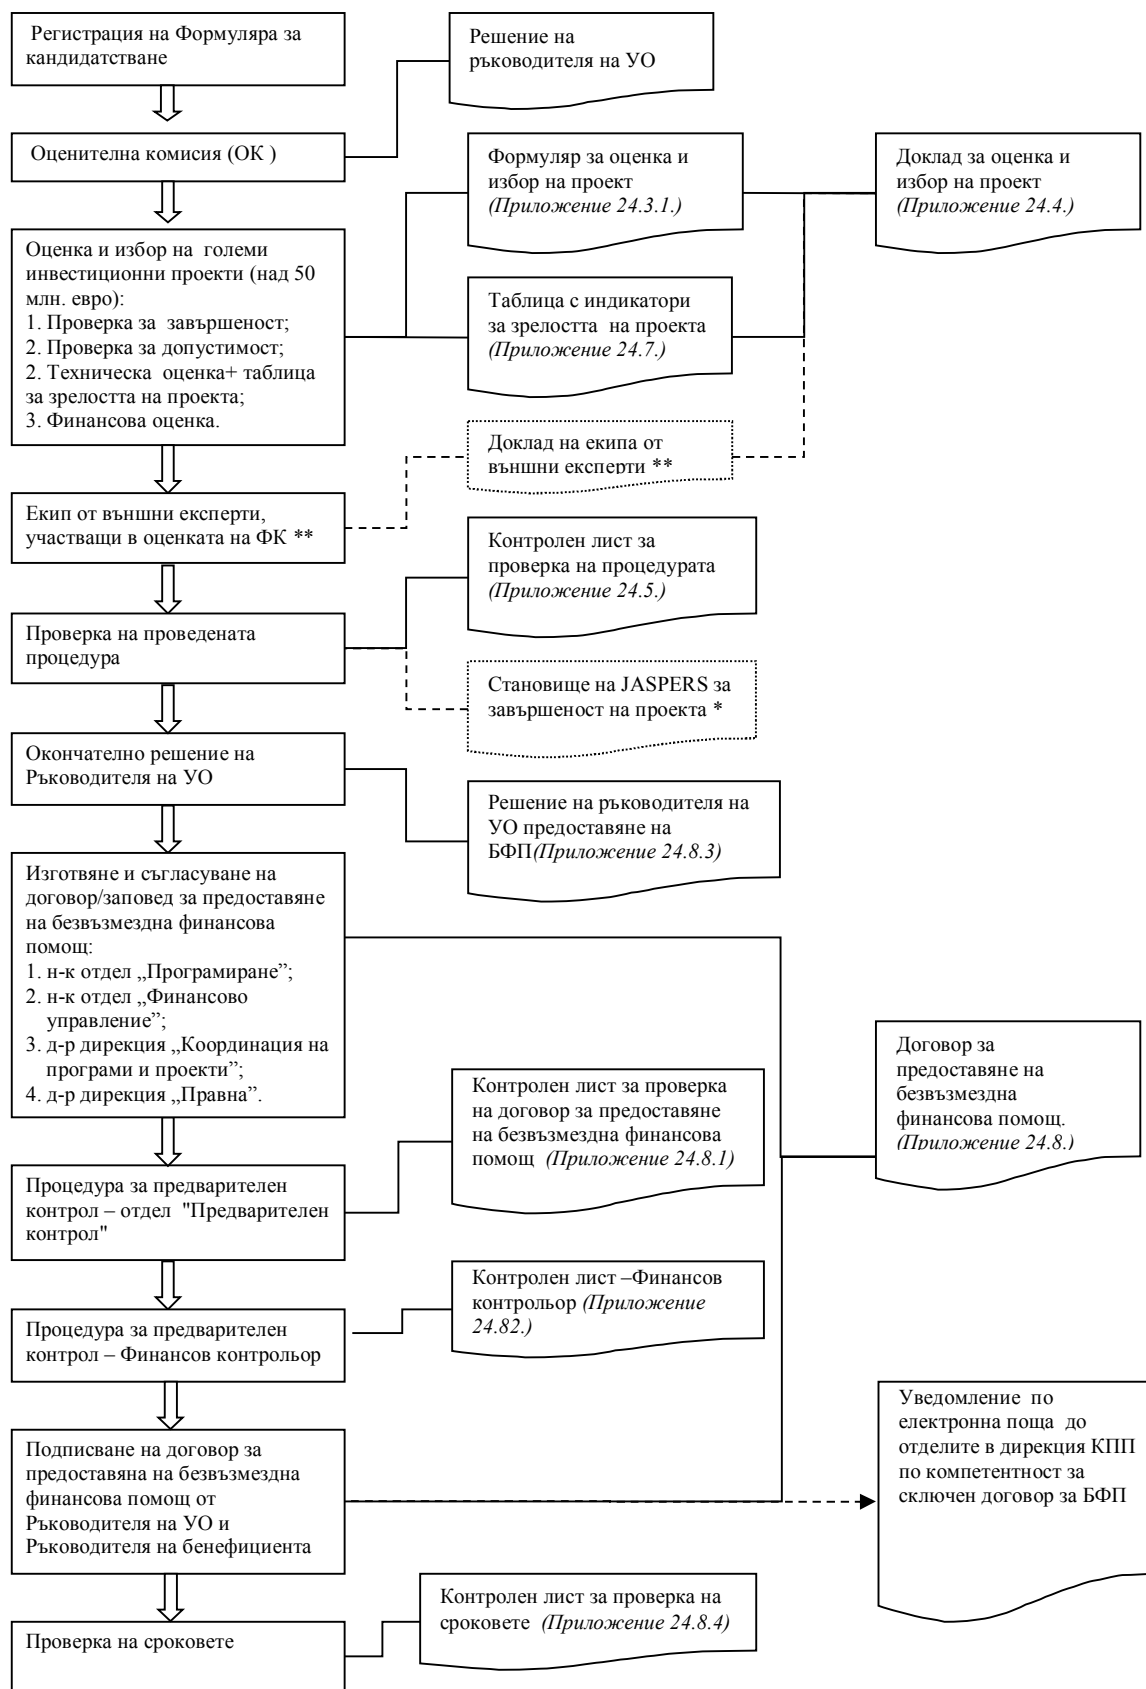 Регистрация на Формуляра за
кандидатстване
Решение на
ръководителя на УО
Оценителна комисия (ОК )
Формуляр за оценка и
избор на проект
(Приложение 24.3.1.)
Доклад за оценка и
избор на проект
(Приложение 24.4.)
Оценка и избор на големи
инвестиционни проекти (над 50
млн. евро):
1. Проверка за завършеност;
2. Проверка за допустимост;
2. Техническа оценка+ таблица
за зрелостта на проекта;
3. Финансова оценка.
Таблица с индикатори
за зрелостта на проекта
(Приложение 24.7.)
Доклад на екипа от
външни експерти **
Екип от външни експерти,
участващи в оценката на ФК **
Контролен лист за
проверка на процедурата
(Приложение 24.5.)
Проверка на проведената
процедура
Становище на JASPERS за
завършеност на проекта *
Окончателно решение на
Ръководителя на УО
Решение на ръководителя на
УО предоставяне на
БФП(Приложение 24.8.3)
Изготвяне и съгласуване на
договор/заповед за предоставяне
на безвъзмездна финансова
помощ:
1. н-к отдел „Програмиране”;
2. н-к отдел „Финансово
управление”;
3. д-р дирекция „Координация на
програми и проекти”;
4. д-р дирекция „Правна”.
Договор за
предоставяне на
безвъзмездна
финансова помощ.
(Приложение 24.8.)
Контролен лист за проверка
на договор за предоставяне
на безвъзмездна финансова
помощ (Приложение 24.8.1)
Процедура за предварителен
контрол – отдел "Предварителен
контрол"
Контролен лист –Финансов
контрольор (Приложение
24.82.)
Процедура за предварителен
контрол – Финансов контрольор
Уведомление по
електронна поща до
отделите в дирекция КПП
по компетентност за
сключен договор за БФП
Подписване на договор за
предоставяна на безвъзмездна
финансова помощ от
Ръководителя на УО и
Ръководителя на бенефициента
Контролен лист за проверка на
сроковете (Приложение 24.8.4)
Проверка на сроковете